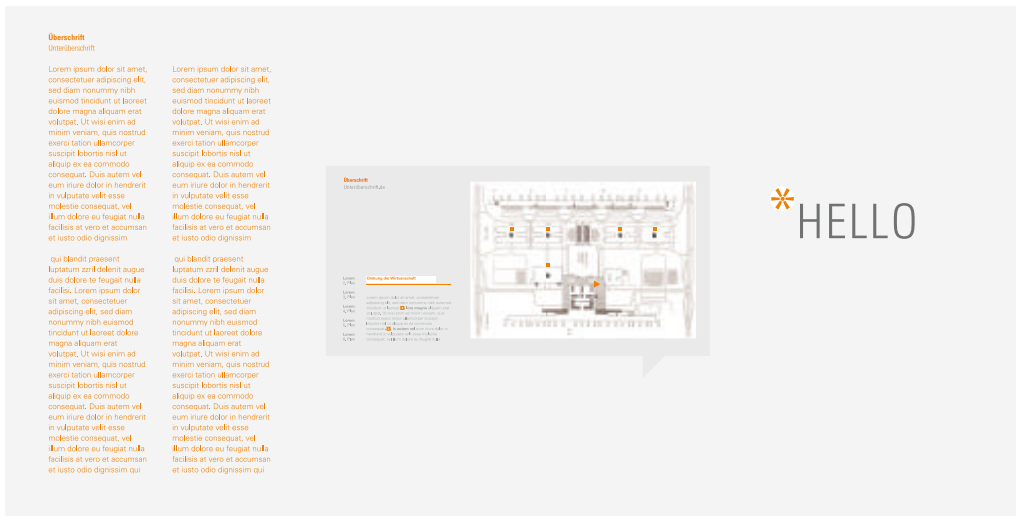 Überschrift
Unterüberschrift
Lorem ipsum dolor sit amet,
consectetuer adipiscing elit,
sed diam nonummy nibh
euismod tincidunt ut laoreet
dolore magna aliquam erat
volutpat. Ut wisi enim ad
minim veniam, quis nostrud
exerci tation ullamcorper
suscipit lobortis nisl ut
aliquip ex ea commodo
consequat. Duis autem vel
eum iriure dolor in hendrerit
in vulputate velit esse
molestie consequat, vel
illum dolore eu feugiat nulla
facilisis at vero et accumsan
et iusto odio dignissim
qui blandit praesent
luptatum zzril delenit augue
duis dolore te feugait nulla
facilisi. Lorem ipsum dolor
sit amet, consectetuer
adipiscing elit, sed diam
nonummy nibh euismod
tincidunt ut laoreet dolore
magna aliquam erat
volutpat. Ut wisi enim ad
minim veniam, quis nostrud
exerci tation ullamcorper
suscipit lobortis nisl ut
aliquip ex ea commodo
consequat. Duis autem vel
eum iriure dolor in hendrerit
in vulputate velit esse
molestie consequat, vel
illum dolore eu feugiat nulla
facilisis at vero et accumsan
et iusto odio dignissim qui
Lorem ipsum dolor sit amet,
consectetuer adipiscing elit,
sed diam nonummy nibh
euismod tincidunt ut laoreet
dolore magna aliquam erat
volutpat. Ut wisi enim ad
minim veniam, quis nostrud
exerci tation ullamcorper
suscipit lobortis nisl ut
aliquip ex ea commodo
consequat. Duis autem vel
eum iriure dolor in hendrerit
in vulputate velit esse
molestie consequat, vel
illum dolore eu feugiat nulla
facilisis at vero et accumsan
et iusto odio dignissim
qui blandit praesent
luptatum zzril delenit augue
duis dolore te feugait nulla
facilisi. Lorem ipsum dolor
sit amet, consectetuer
adipiscing elit, sed diam
nonummy nibh euismod
tincidunt ut laoreet dolore
magna aliquam erat
volutpat. Ut wisi enim ad
minim veniam, quis nostrud
exerci tation ullamcorper
suscipit lobortis nisl ut
aliquip ex ea commodo
consequat. Duis autem vel
eum iriure dolor in hendrerit
in vulputate velit esse
molestie consequat, vel
illum dolore eu feugiat nulla
facilisis at vero et accumsan
et iusto odio dignissim qui
Überschrift
Lorem
Lorem
Lorem
Lorem
Lorem
*HELLO